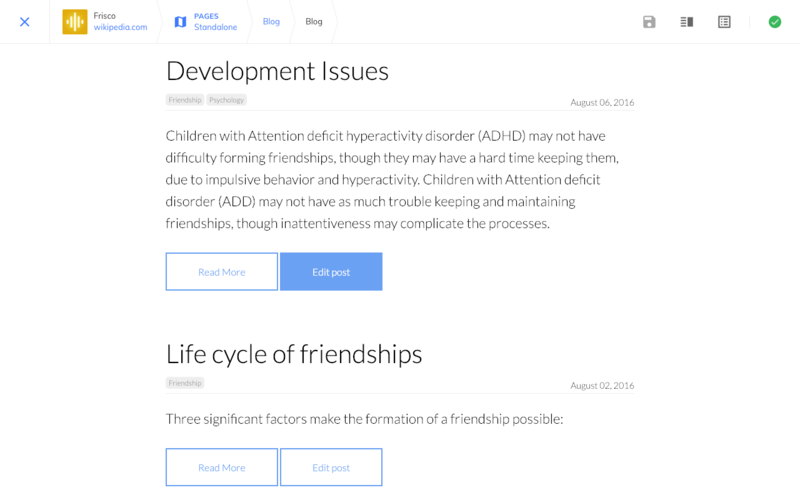 Frisco
wikipedia.com
PAGES
Standalone
Blog
Blog
Development Issues
Friendship Psychology
August 06, 2016
Children with Attention deficit hyperactivity disorder (ADHD) may not have
difficulty forming friendships, though they may have a hard time keeping them,
due to impulsive behavior and hyperactivity. Children with Attention deficit
disorder (ADD) may not have as much trouble keeping and maintaining
friendships, though inattentiveness may complicate the processes.
Read More
Edit post
Life cycle of friendships
Friendship
August 02, 2016
Three significant factors make the formation of a friendship possible:
Read More
Edit post